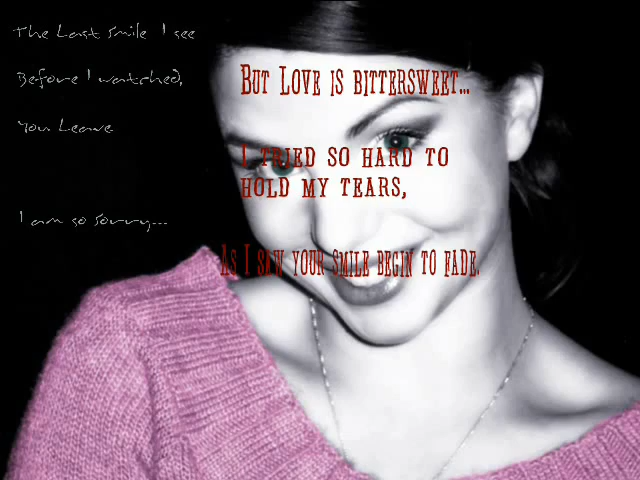 The Last Smile I see
Before I watched,
You Leave
I am so sorry...
But Love is bittersweet...
I tried so hard to
hold my tears,
As I saw your smile begin to fade.